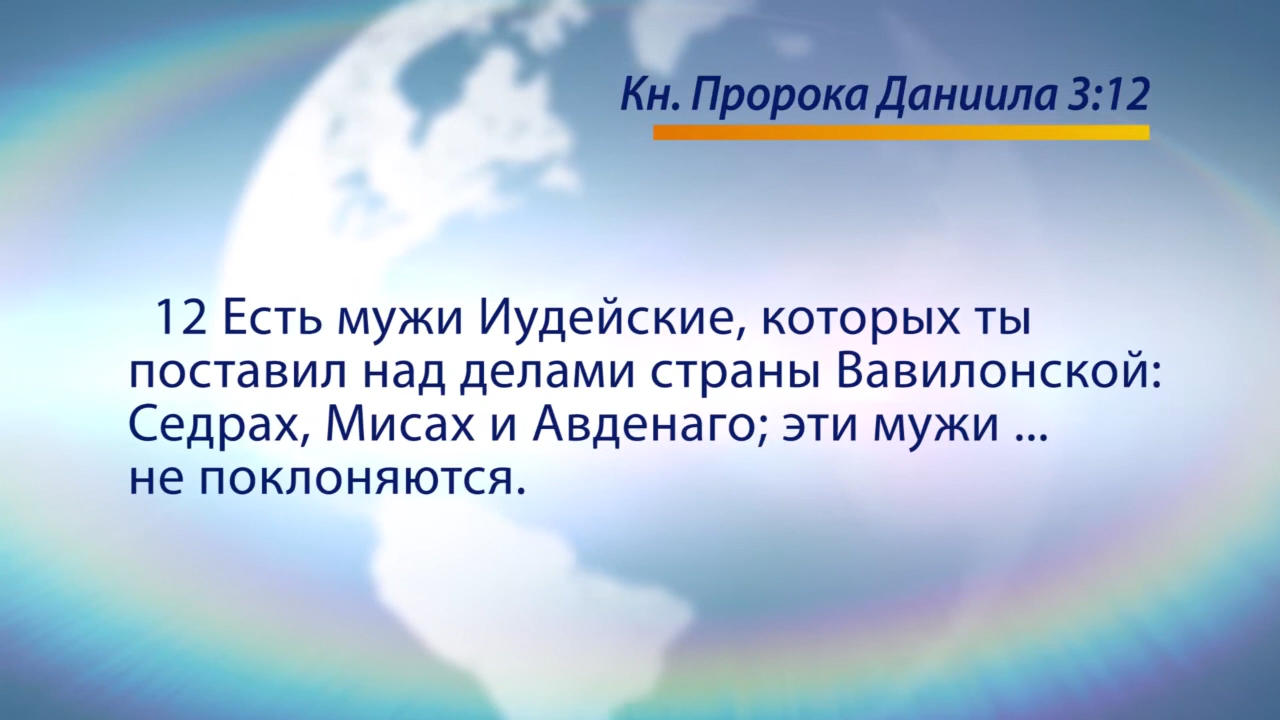 Кн. Пророка Даниила 3:12
12 Есть мужи Иудейские, которых ты
поставил над делами страны Вавилонской:
Седрах, Мисах и Авденаго; эти мужи ...
не поклоняются.